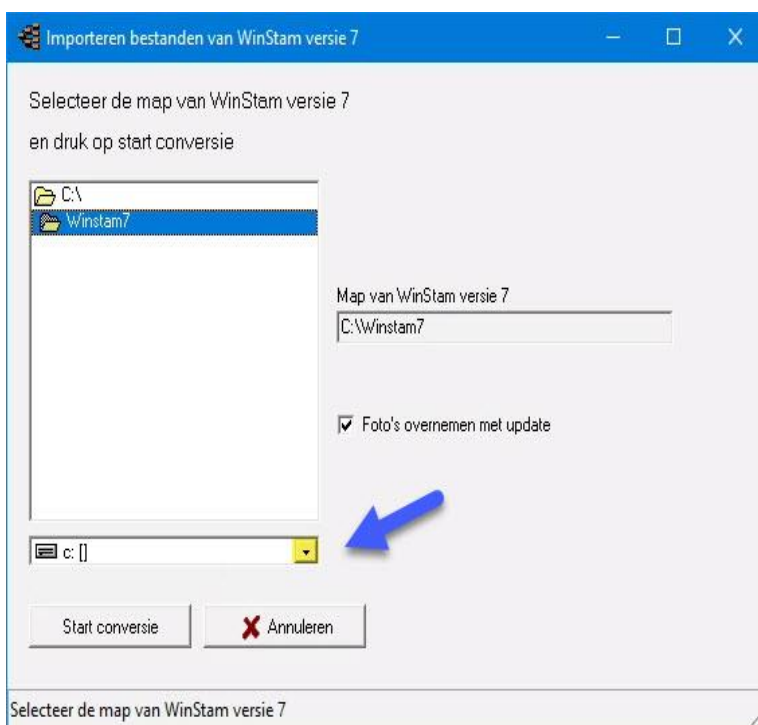 Importeren bestanden van WinStam versie 7
Selecteer de map van WinStam versie 7
en druk op start conversie
C:\
Winstam7
Map van WinStam versie 7
C:\Winstam7
Foto's overnemen met update
c: []
Start conversie
Annuleren
Selecteer de map van WinStam versie 7